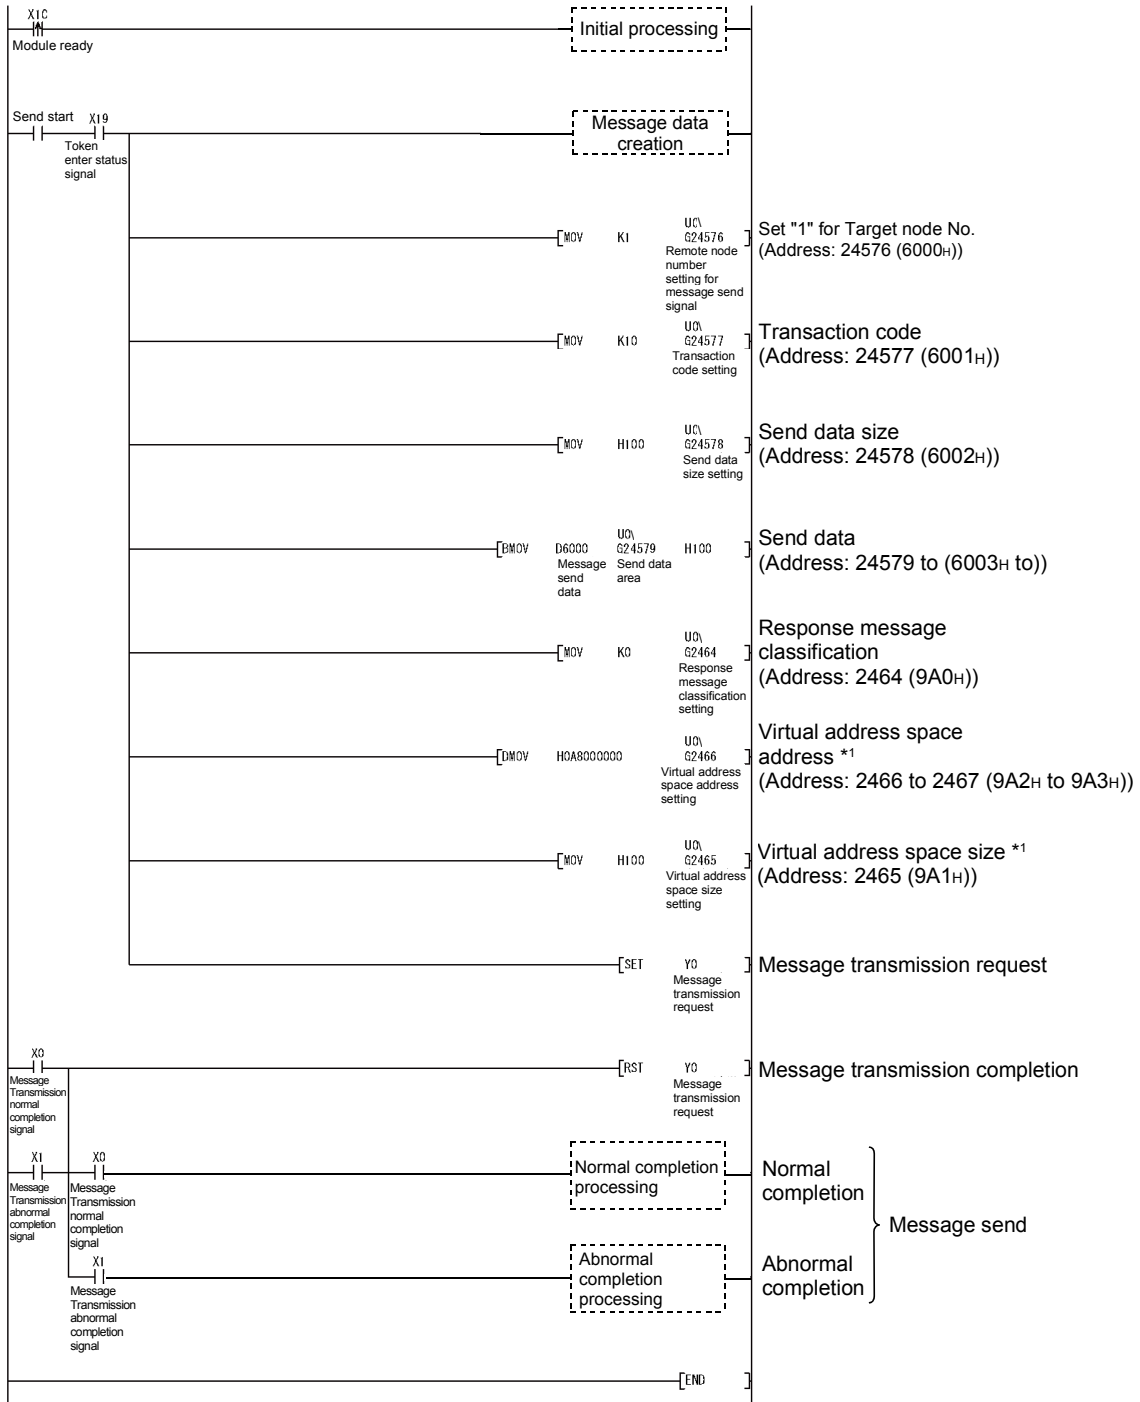 X1C
Initial processing
Module ready
Send start X19
Message data
creation
Token
enter status
signal
U0\
MOV K1 G24576
Remote node
number
setting for
message send
signal
Set "1" for Target node No.
(Address: 24576 (6000H))
U0\
MOV K10 G24577
Transaction
code setting
Transaction code
(Address: 24577 (6001H))
U0\
MOV H100 G24578
Send data
size setting
Send data size
(Address: 24578 (6002H))
U0\
BMOV D6000 G24579 H100
Message
send
data
Send data
area
Send data
(Address: 24579 to (6003H to))
U0\
MOV K0 G2464
Response
message
classification
setting
Response message
classification
(Address: 2464 (9A0H))
U0\
DMOV H0A8000000 G2466
Virtual address
space address
setting
Virtual address space
address *1
(Address: 2466 to 2467 (9A2H to 9A3H))
U0\
MOV H100 G2465
Virtual address
space size
setting
Virtual address space size *1
(Address: 2465 (9A1H))
SET Y0
Message
transmission
request
Message transmission request
X0
Message
Transmission
normal
completion
signal
RST Y0
Message
transmission
request
Message transmission completion
X1
Message
Transmission
abnormal
completion
signal
X0
Message
Transmission
normal
completion
signal
Normal completion
processing
Normal
completion
Message send
X1
Message
Transmission
abnormal
completion
signal
Abnormal
completion
processing
Abnormal
completion
END